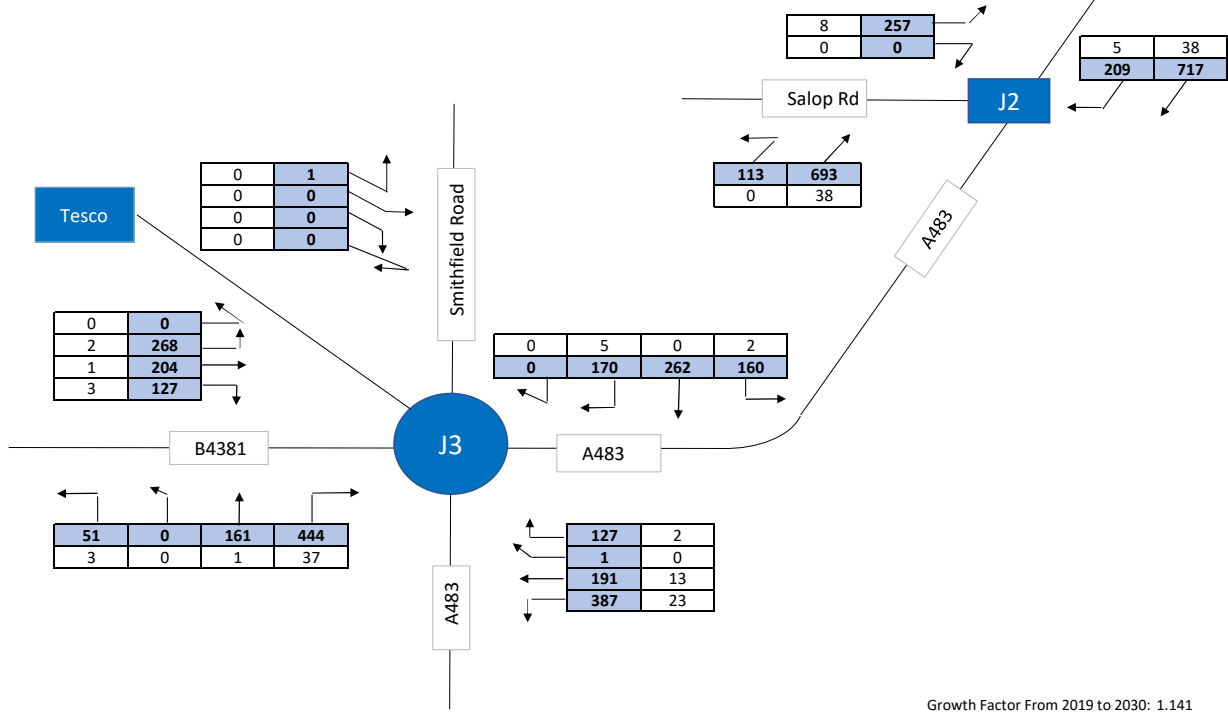 8 257
0 0
5 38
209 717
Salop Rd
J2
113 693
0 38
A483
0 1
0 0
0 0
0 0
Tesco
Smithfield Road
0 0
2 268
1 204
3 127
0 5 0 2
0 170 262 160
B4381
J3
A483
51 0 161 444
3 0 1 37
127 2
1 0
191 13
387 23
A483
Growth Factor From 2019 to 2030: 1.141